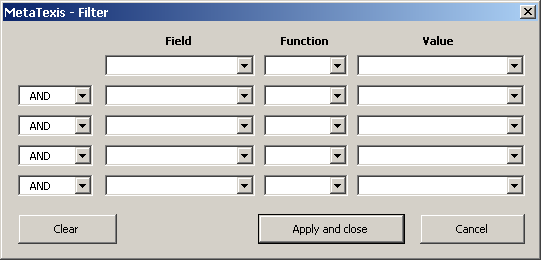 MetaTexis - Filter
Field Function Value
AND
AND
AND
AND
Clear Apply and close Cancel